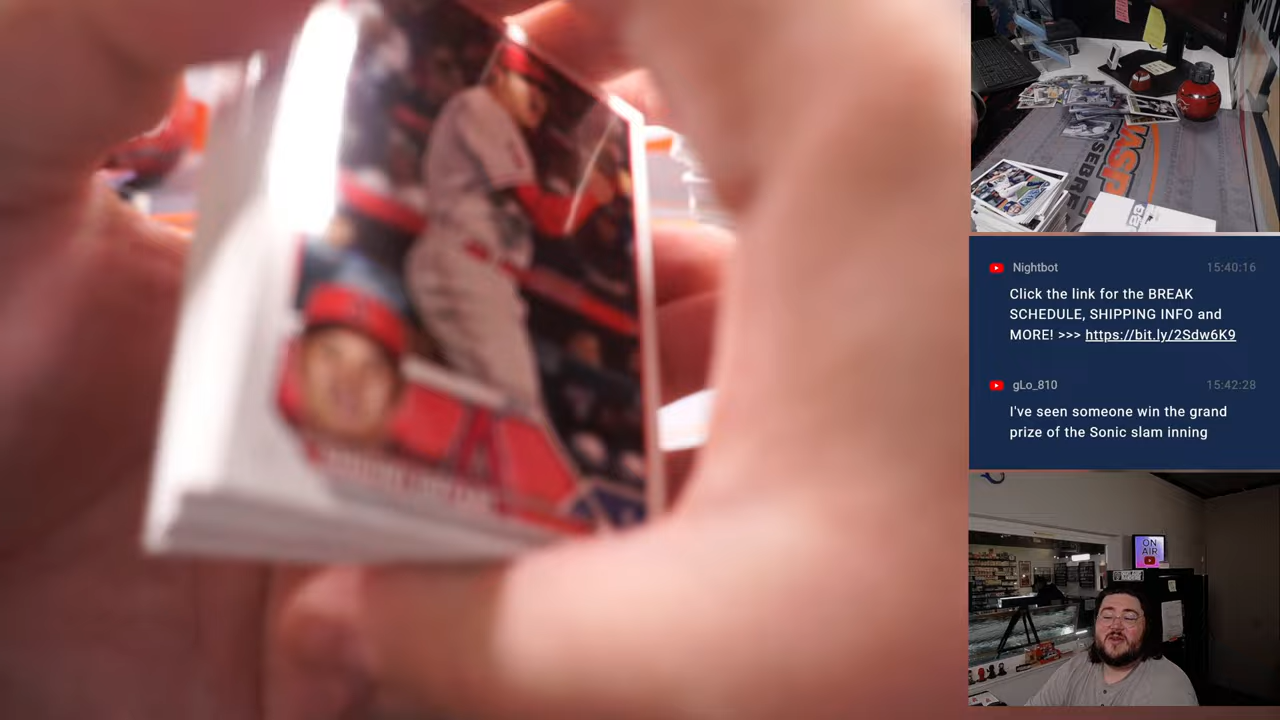 Nightbot
15:40:16
Click the link for the BREAK
SCHEDULE, SHIPPING INFO and
MORE! >>> https://bit.ly/2Sdw6K9
gLo_810
15:42:28
I've seen someone win the grand
prize of the Sonic slam inning
ON
AIR